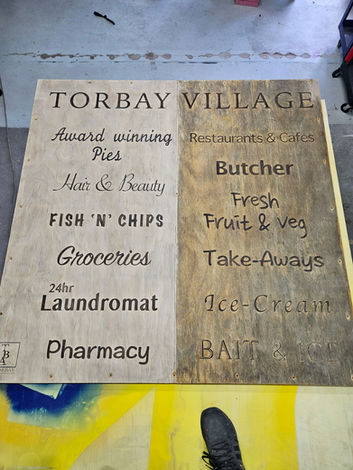 TORBAY VILLAGE
Award winning
Pies
Hair & Beauty
FISH 'N' CHIPS
Groceries
24hr
Laundromat
Pharmacy
Restaurants & Cafes
Butcher
Fresh
Fruit & Veg
Take-Aways
Ice-Cream
BAIT & ICE